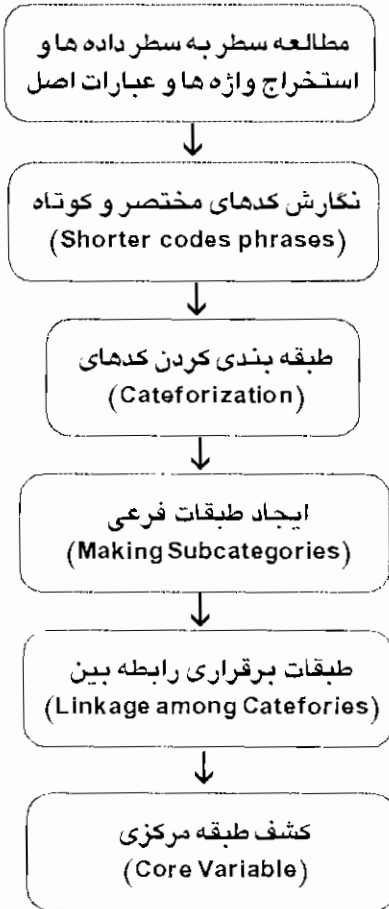 مطالعه سطر به سطر داده ها و
استخراج واژه ها و عبارات اصل
نگارش کدهای مختصر و کوتاه
(Shorter codes phrases)
طبقه بندی کردن کدهای
(Cateforization)
ایجاد طبقات فرعی
(Making Subcategories)
طبقات برقراری رابطه بین
(Linkage among Catefories)
کشف طبقه مرکزی
(Core Variable)